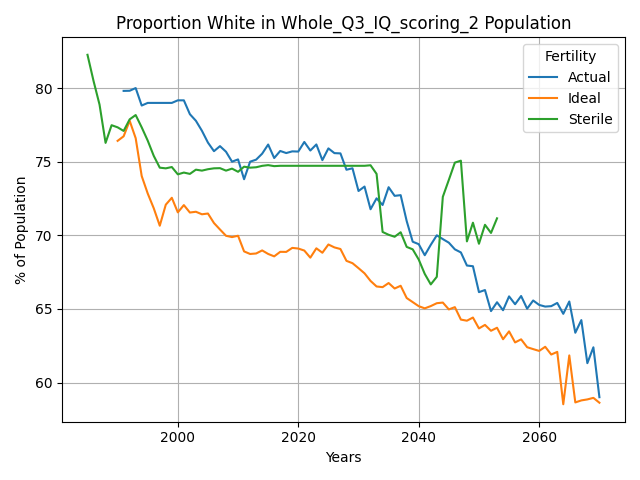 Proportion White in Whole_Q3_IQ_scoring_2 Population
Fertility
Actual
Ideal
Sterile
% of Population
80
75
70
65
60
2000
2020
2040
2060
Years